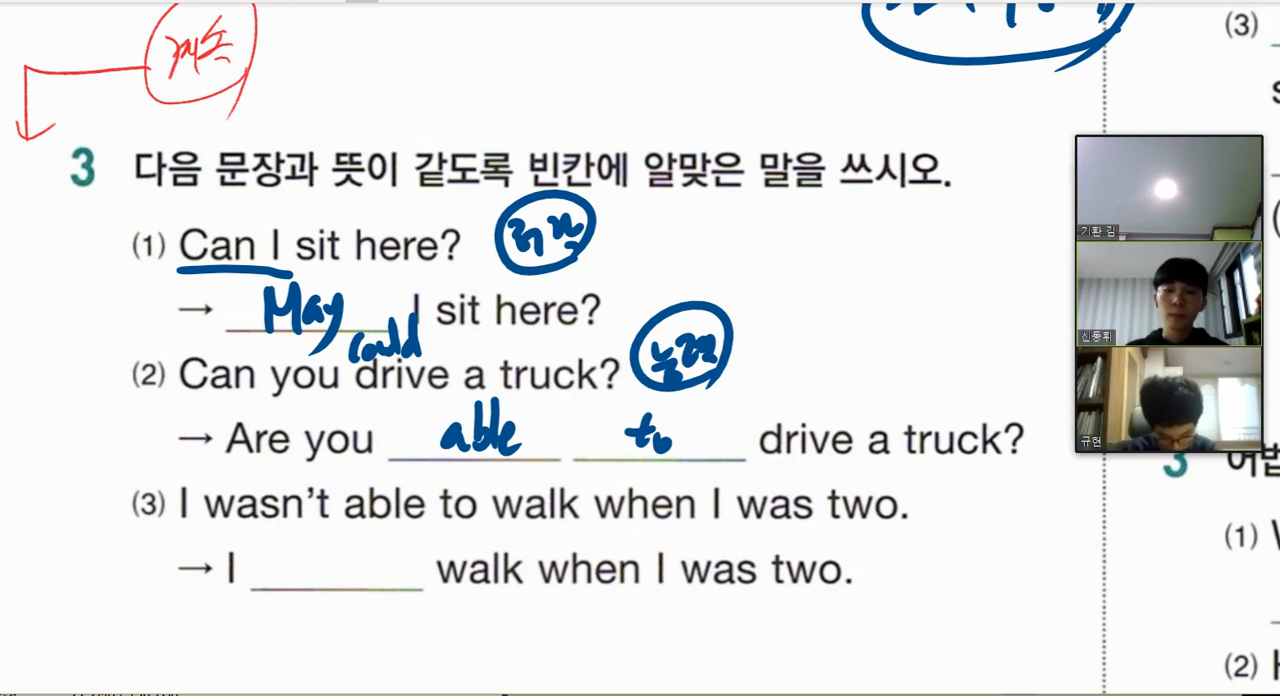 3 다음 문장과 뜻이 같도록 빈칸에 알맞은 말을 쓰시오.
(1) Can I sit here? 허락
→ May I sit here?
could
(2) Can you drive a truck? 능력
→ Are you able to drive a truck?
(3) I wasn't able to walk when I was two.
→ I walk when I was two.
(3)
기환 김
신동휘
규현
3 어법
(1)
(2)